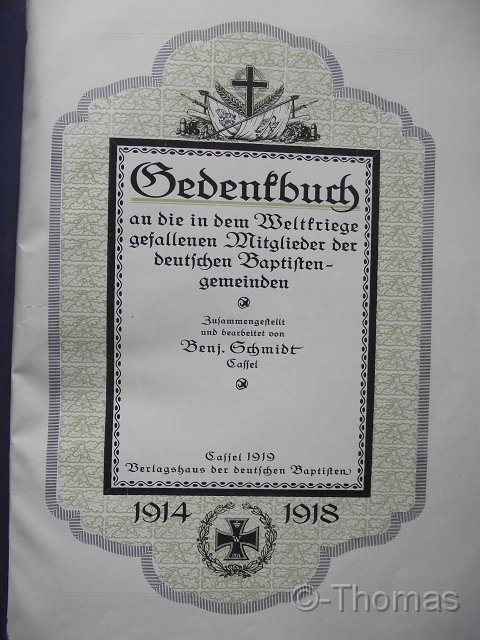 Gedenkbuch
an die in dem Weltkriege
gefallenen Mitglieder der
deutschen Baptisten-
gemeinden
Zusammengestellt
und bearbeitet von
Benj. Schmidt
Cassel
Cassel 1919
Verlagshaus der deutschen Baptisten
1914 1918
W
©-Thomas